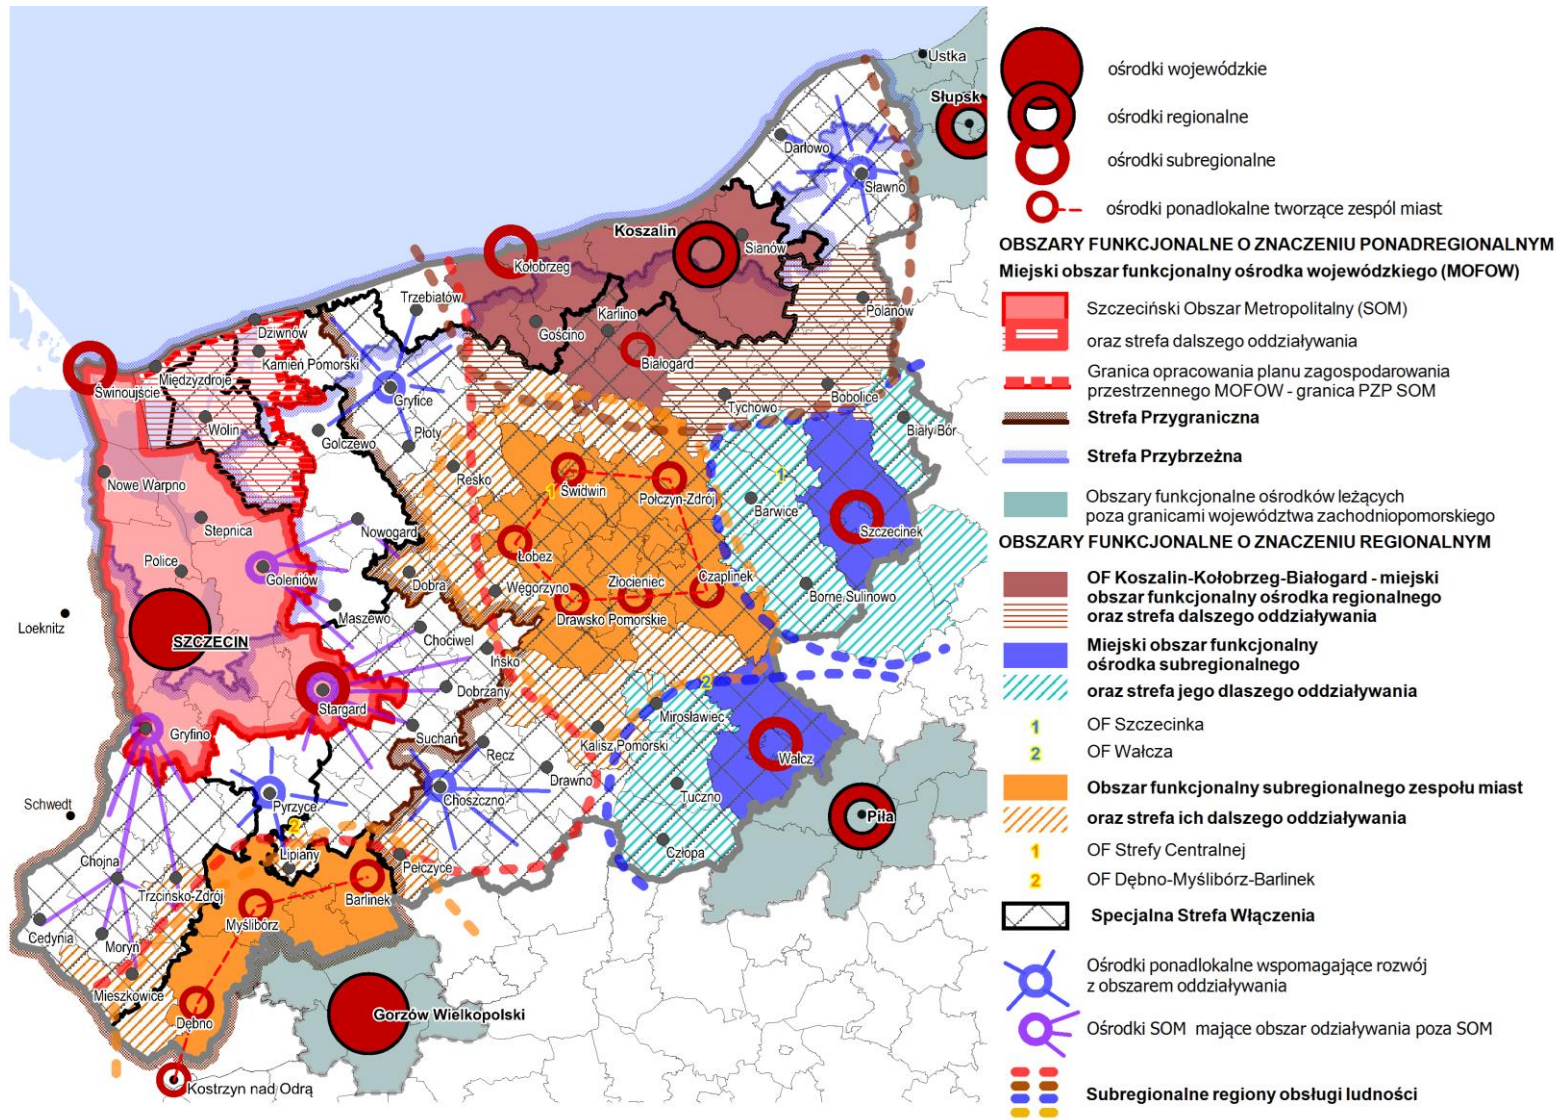 Ustka
Słupsk
Darłowo
Sławno
Koszalin
Sianów
Kołobrzeg
Trzebiatów
Karlino
Gościno
Polanów
Białogard
Dziwnów
Kamień Pomorski
Międzyzdroje
Świnoujście
Gryfice
Tychowo
Bobolice
Wolin
Golczewo
Płoty
Biały Bór
Resko
Świdwin
Połczyn-Zdrój
1
1
Barwice
Nowe Warpno
Stepnica
Nowogard
Szczecinek
Łobez
Police
Goleniów
Dobra
Węgorzyno
Złocieniec
Czaplinek
Borne Sulinowo
Maszewo
Drawsko Pomorskie
Loeknitz
SZCZECIN
Chociwel
Ińsko
Dobrzany
2
Stargard
Mirosławiec
Gryfino
Suchań
Recz
Kalisz Pomorski
Wałcz
Drawno
Schwedt
Pyrzyce
Choszczno
Tuczno
Piła
2
Lipiany
Pełczyce
Człopa
Chojna
Trzcińsko-Zdrój
Barlinek
Myślibórz
Cedynia
Moryń
Mieszkowice
Dębno
Gorzów Wielkopolski
Kostrzyn nad Odrą
ośrodki wojewódzkie
ośrodki regionalne
ośrodki subregionalne
ośrodki ponadlokalne tworzące zespól miast
OBSZARY FUNKCJONALNE O ZNACZENIU PONADREGIONALNYM
Miejski obszar funkcjonalny ośrodka wojewódzkiego (MOFOW)
Szczeciński Obszar Metropolitalny (SOM)
oraz strefa dalszego oddziaływania
Granica opracowania planu zagospodarowania
przestrzennego MOFOW - granica PZP SOM
Strefa Przygraniczna
Strefa Przybrzeżna
Obszary funkcjonalne ośrodków leżących
poza granicami województwa zachodniopomorskiego
OBSZARY FUNKCJONALNE O ZNACZENIU REGIONALNYM
OF Koszalin-Kołobrzeg-Białogard - miejski
obszar funkcjonalny ośrodka regionalnego
oraz strefa dalszego oddziaływania
Miejski obszar funkcjonalny
ośrodka subregionalnego
oraz strefa jego dlaszego oddziaływania
1 OF Szczecinka
2 OF Wałcza
Obszar funkcjonalny subregionalnego zespołu miast
oraz strefa ich dalszego oddziaływania
1 OF Strefy Centralnej
2 OF Dębno-Myślibórz-Barlinek
Specjalna Strefa Włączenia
Ośrodki ponadlokalne wspomagające rozwój
z obszarem oddziaływania
Ośrodki SOM mające obszar odziaływania poza SOM
Subregionalne regiony obsługi ludności